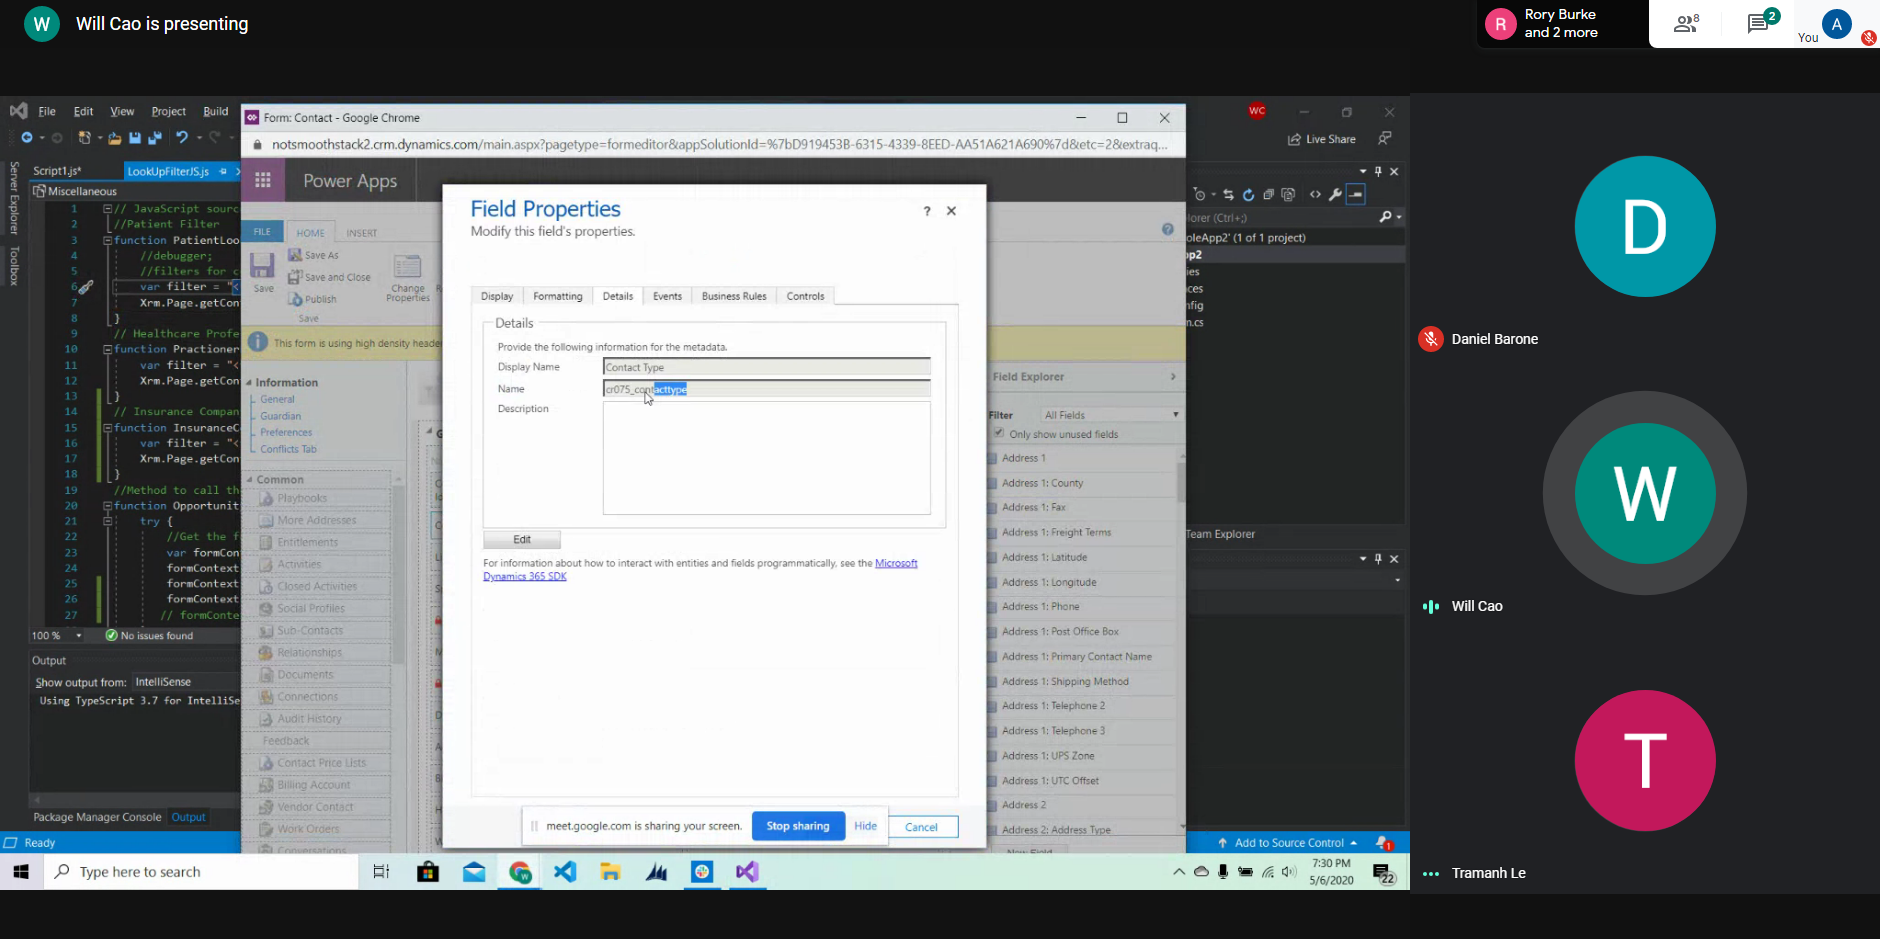 W
Will Cao is presenting
R
Rory Burke
and 2 more
8
2
You
A
File Edit View Project Build
WC
Live Share
Server Explorer
Toolbox
Script1.js*
LookUpFilterJS.js
Miscellaneous
1 // JavaScript sourc
2 //Patient Filter
3 function PatientLoo
4 //debugger;
5 //filters for c
6 var filter = "<
7 Xrm.Page.getCon
8 }
9 // Healthcare Profe
10 function Practioner
11 var filter = "<
12 Xrm.Page.getCon
13 }
14 // Insurance Compan
15 function InsuranceC
16 var filter = "<
17 Xrm.Page.getCon
18 }
19 //Method to call th
20 function Opportunit
21 try {
22 //Get the f
23 var formCon
24 formContext
25 formContext
26 formContext
27 // formConte
100 %
No issues found
Output
Show output from: IntelliSense
Using TypeScript 3.7 for IntelliSe
Package Manager Console
Output
Ready
Form: Contact - Google Chrome
notsmoothstack2.crm.dynamics.com/main.aspx?pagetype=formeditor&appSolutionId=%7bD919453B-6315-4339-8EED-AA51A621A690%7d&etc=2&extraq...
Power Apps
FILE HOME INSERT
Save
Save As
Save and Close
Publish
Save
Change
Properties
This form is using high density heade
Information
General
Guardian
Preferences
Conflicts Tab
Common
Playbooks
More Addresses
Entitlements
Activities
Closed Activities
Social Profiles
Sub-Contacts
Relationships
Documents
Connections
Audit History
Feedback
Contact Price Lists
Billing Account
Vendor Contact
Work Orders
Conversations
Field Properties
? 
Modify this field's properties.
Display Formatting Details Events Business Rules Controls
Details
Provide the following information for the metadata.
Display Name Contact Type
Name cr075_contacttype
Description
Edit
For information about how to interact with entities and fields programmatically, see the Microsoft
Dynamics 365 SDK
meet.google.com is sharing your screen.
Stop sharing
Hide
Cancel
Field Explorer
Filter All Fields
Only show unused fields
Address 1
Address 1: County
Address 1: Fax
Address 1: Freight Terms
Address 1: Latitude
Address 1: Longitude
Address 1: Phone
Address 1: Post Office Box
Address 1: Primary Contact Name
Address 1: Shipping Method
Address 1: Telephone 2
Address 1: Telephone 3
Address 1: UPS Zone
Address 1: UTC Offset
Address 2
Address 2: Address Type
New Field
lorer (Ctrl+;)
oleApp2' (1 of 1 project)
pp2
ies
nces
nfig
n.cs
Team Explorer
Add to Source Control
1
Type here to search
7:30 PM
5/6/2020
22
D
Daniel Barone
W
Will Cao
T
Tramanh Le